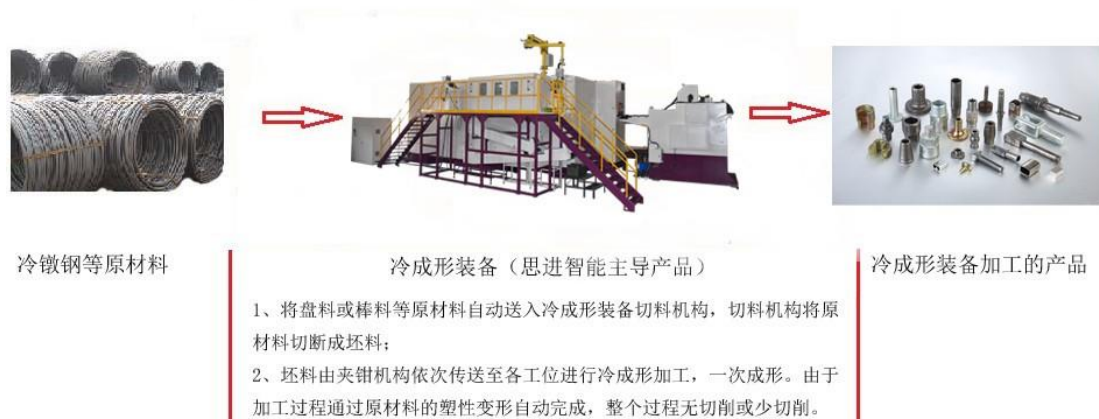 冷镦钢等原材料
冷成形装备（思进智能主导产品）
冷成形装备加工的产品
1、将盘料或棒料等原材料自动送入冷成形装备切料机构，切料机构将原
材料切断成坯料；
2、坯料由夹钳机构依次传送至各工位进行冷成形加工，一次成形。由于
加工过程通过原材料的塑性变形自动完成，整个过程无切削或少切削。